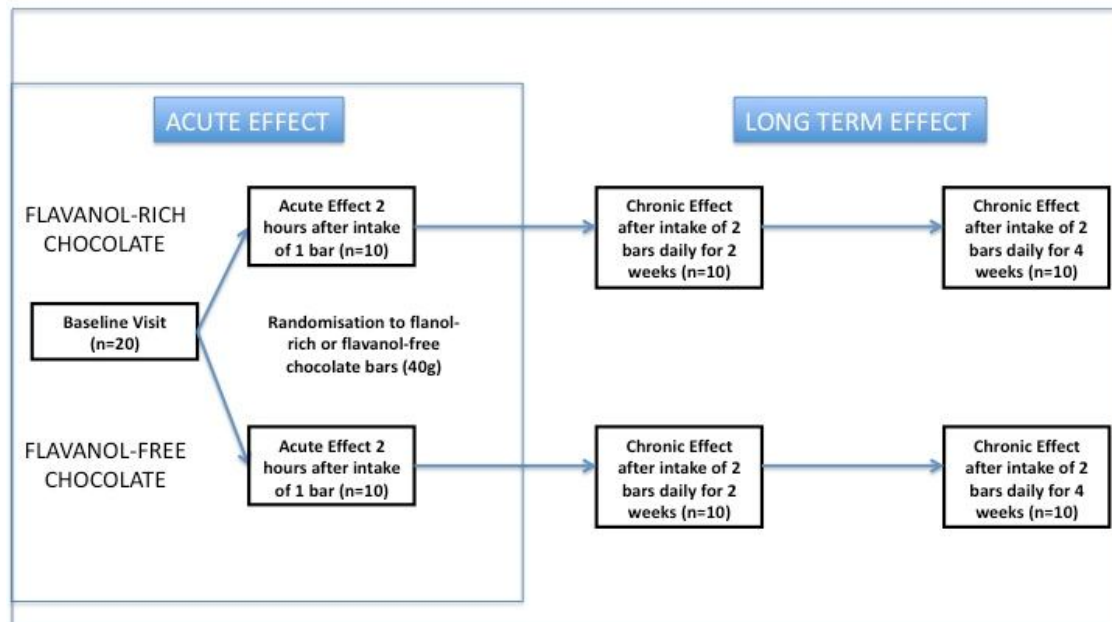 ACUTE EFFECT
LONG TERM EFFECT
FLAVANOL-RICH
CHOCOLATE
Acute Effect 2
hours after intake
of 1 bar (n=10)
Chronic Effect
after intake of 2
bars daily for 2
weeks (n=10)
Chronic Effect
after intake of 2
bars daily for 4
weeks (n=10)
Baseline Visit
(n=20)
Randomisation to flanol-
rich or flavanol-free
chocolate bars (40g)
FLAVANOL-FREE
CHOCOLATE
Acute Effect 2
hours after intake
of 1 bar (n=10)
Chronic Effect
after intake of 2
bars daily for 2
weeks (n=10)
Chronic Effect
after intake of 2
bars daily for 4
weeks (n=10)